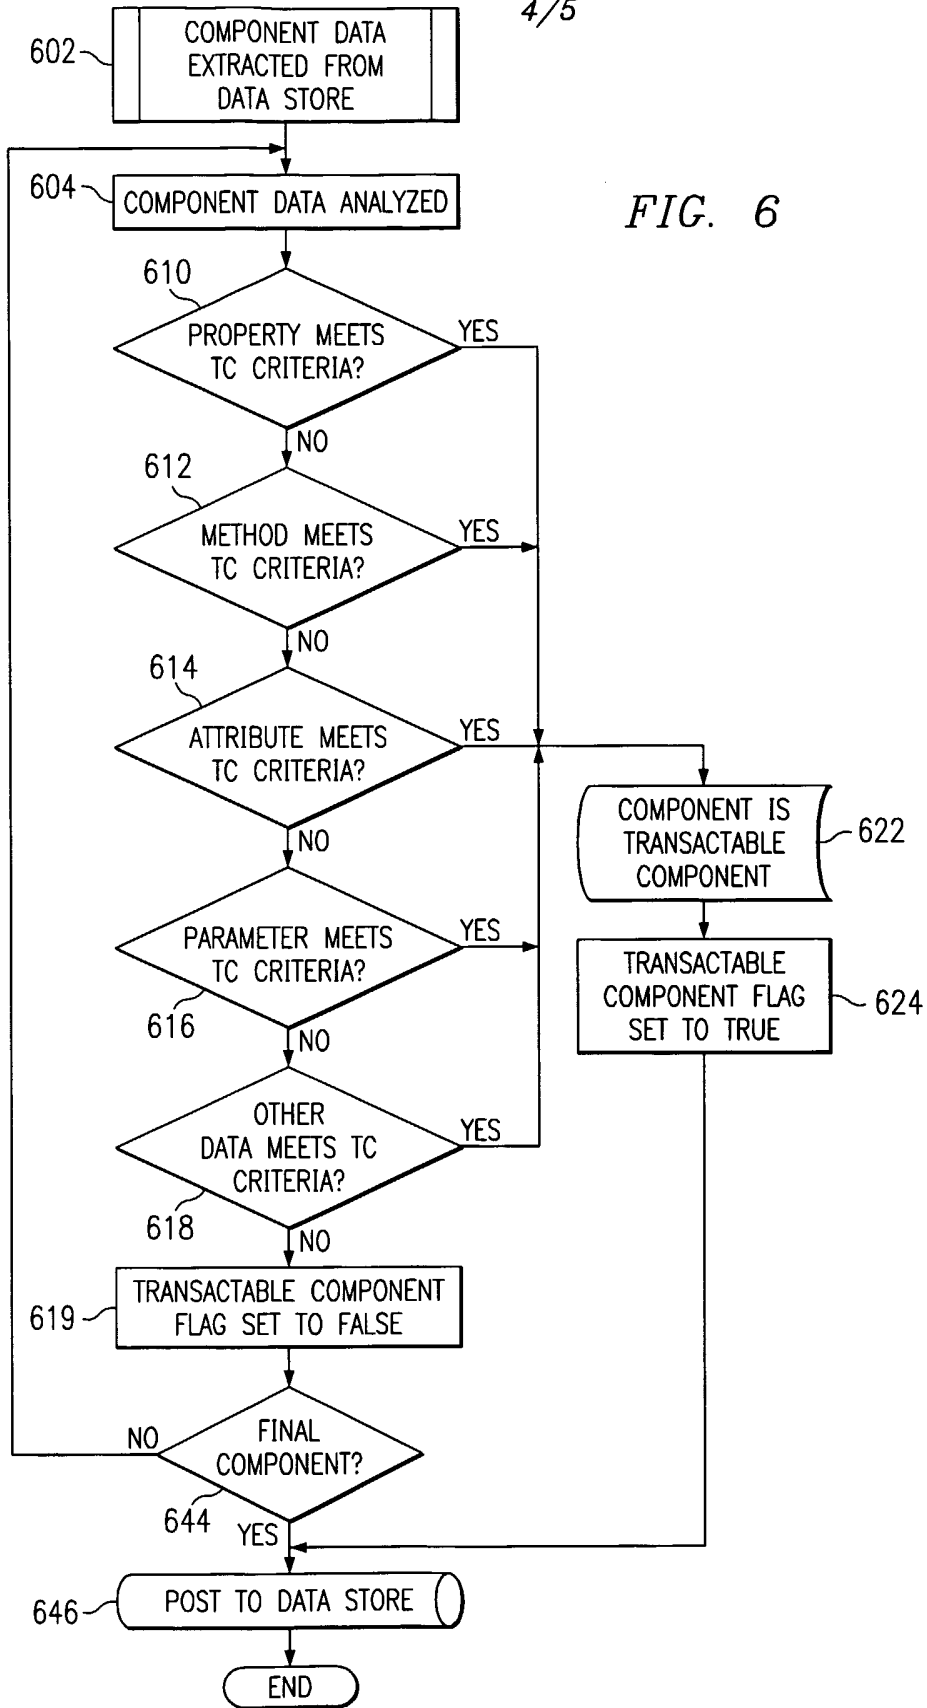 4/5
602
COMPONENT DATA
EXTRACTED FROM
DATA STORE
604
COMPONENT DATA ANALYZED
FIG. 6
610
PROPERTY MEETS
TC CRITERIA?
YES
NO
612
METHOD MEETS
TC CRITERIA?
YES
NO
614
ATTRIBUTE MEETS
TC CRITERIA?
YES
NO
COMPONENT IS
TRANSACTABLE
COMPONENT
622
PARAMETER MEETS
TC CRITERIA?
YES
616
NO
TRANSACTABLE
COMPONENT FLAG
SET TO TRUE
624
OTHER
DATA MEETS TC
CRITERIA?
YES
618
NO
619
TRANSACTABLE COMPONENT
FLAG SET TO FALSE
NO
FINAL
COMPONENT?
644
YES
646
POST TO DATA STORE
END